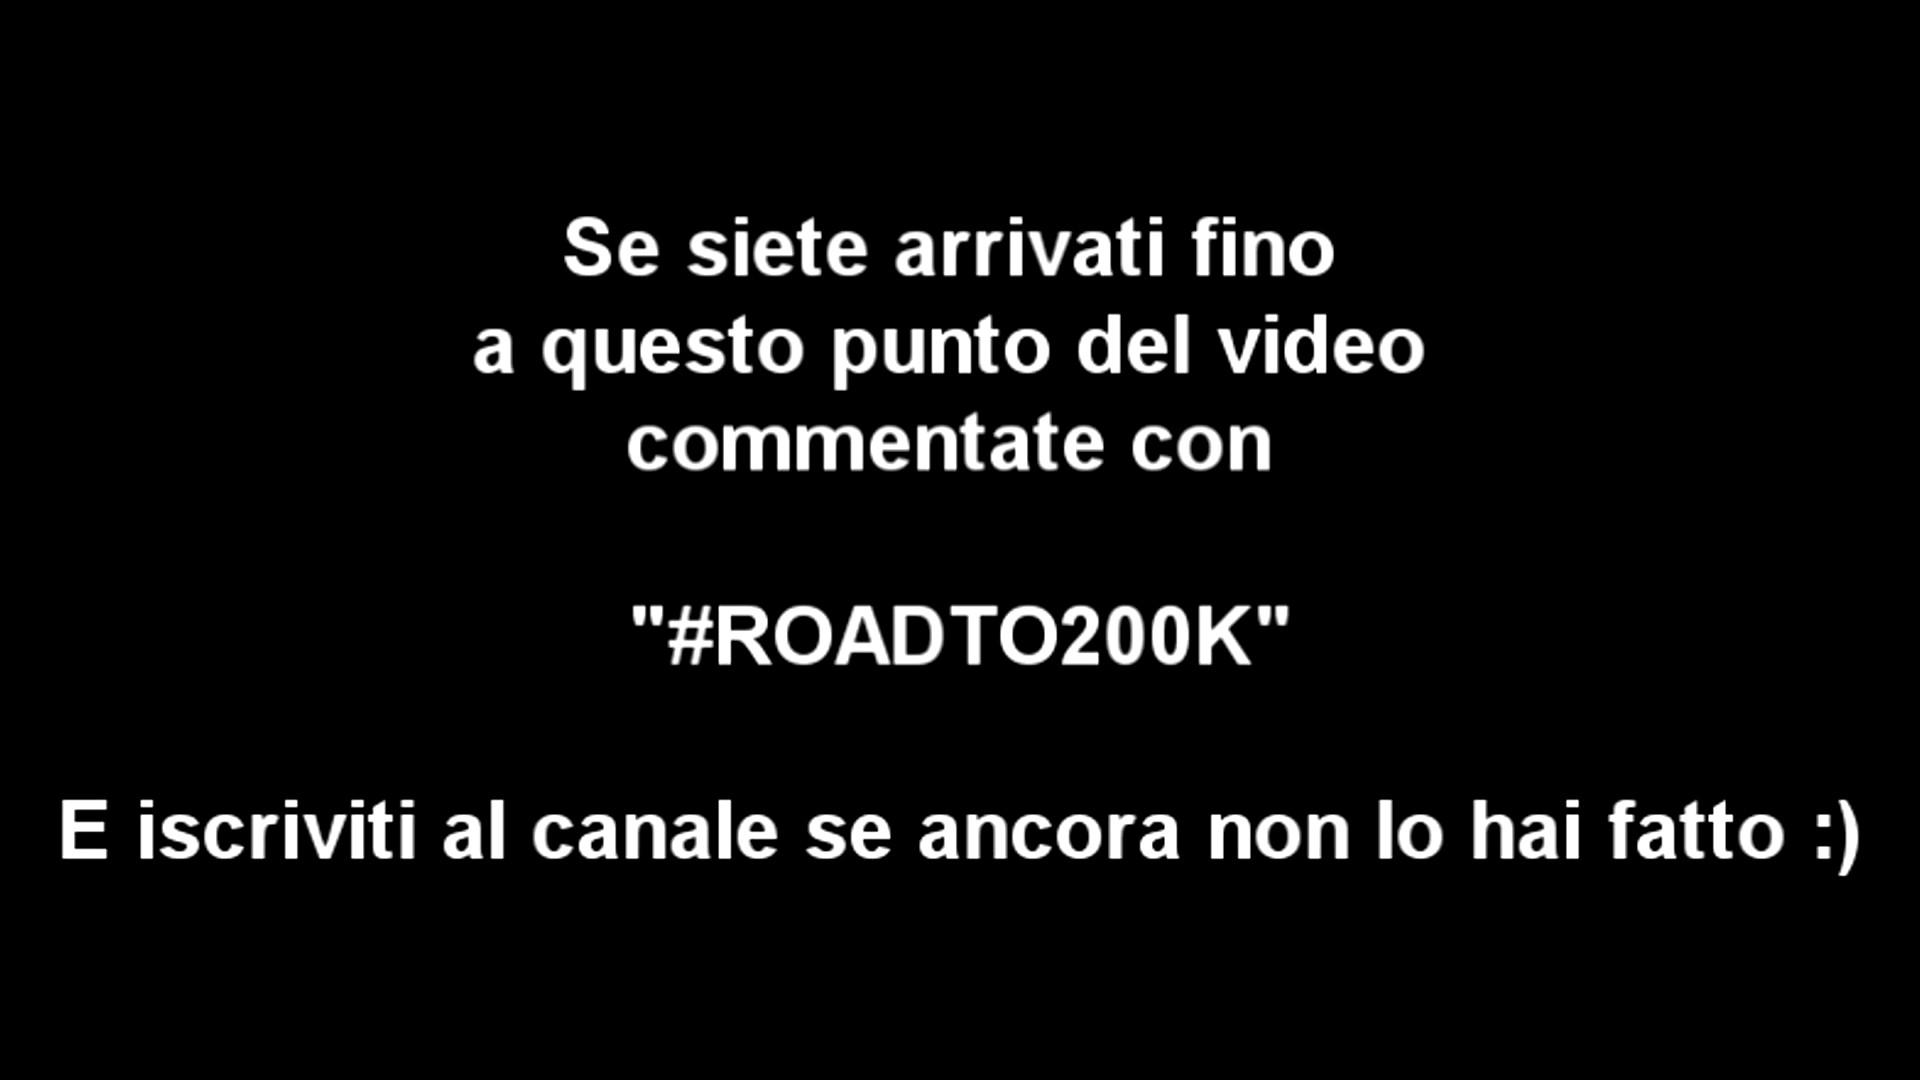 Se siete arrivati fino
a questo punto del video
commentate con
"#ROADTO200K"
E iscriviti al canale se ancora non lo hai fatto :)